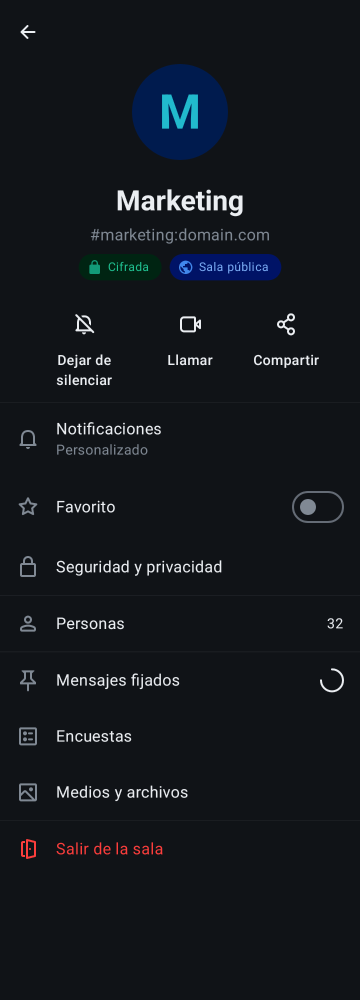 M
Marketing
#marketing:domain.com
Cifrada
Sala pública
Dejar de
silenciar
Llamar
Compartir
Notificaciones
Personalizado
Favorito
Seguridad y privacidad
Personas
32
Mensajes fijados
Encuestas
Medios y archivos
Salir de la sala